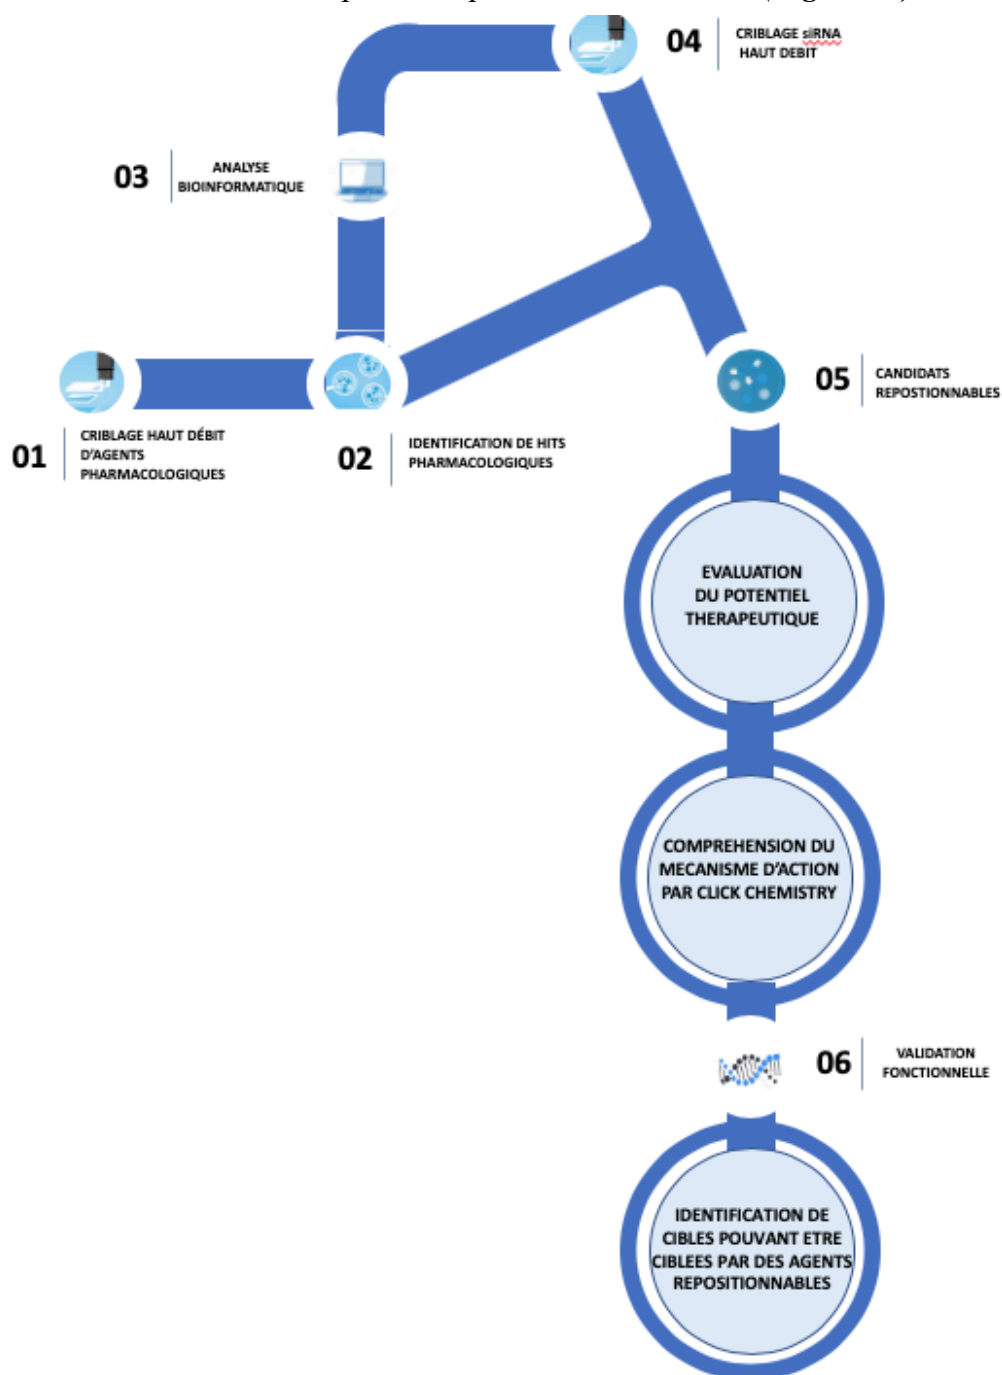 04
CRIBLAGE siRNA
HAUT DEBIT
03
ANALYSE
BIOINFORMATIQUE
01
CRIBLAGE HAUT DÉBIT
D'AGENTS
PHARMACOLOGIQUES
02
IDENTIFICATION DE HITS
PHARMACOLOGIQUES
05
CANDIDATS
REPOSTIONNABLES
EVALUATION
DU POTENTIEL
THERAPEUTIQUE
COMPREHENSION DU
MECANISME D'ACTION
PAR CLICK CHEMISTRY
06
VALIDATION
FONCTIONNELLE
IDENTIFICATION DE
CIBLES POUVANT ETRE
CIBLEES PAR DES AGENTS
REPOSITIONNABLES